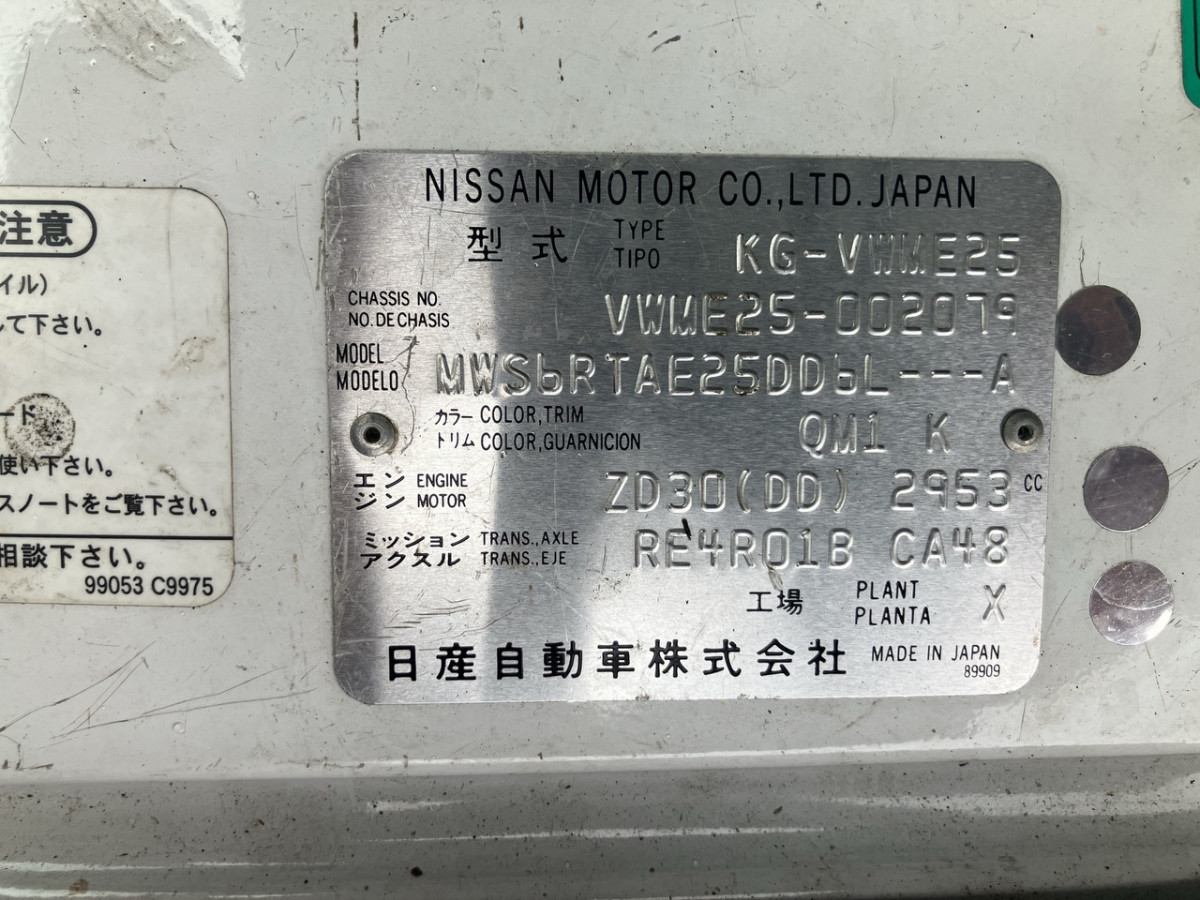 注意
イル)
して下さい。
ード
使い下さい。
スノートをご覧下さい。
相談下さい。
99053 C9975
NISSAN MOTOR CO.,LTD. JAPAN
型式 TYPE TIPO KG-VWME25
CHASSIS NO. NO. DE CHASIS VWME25-002079
MODEL MODELO MWS6RTAE25DD6L---A
カラー COLOR,TRIM
トリム COLOR,GUARNICION QM1 K
エンジン ENGINE MOTOR ZD30(DD) 2953 CC
ミッション TRANS.,AXLE
アクスル TRANS.,EJE RE4R01B CA48
工場 PLANT PLANTA X
日産自動車株式会社 MADE IN JAPAN
89909